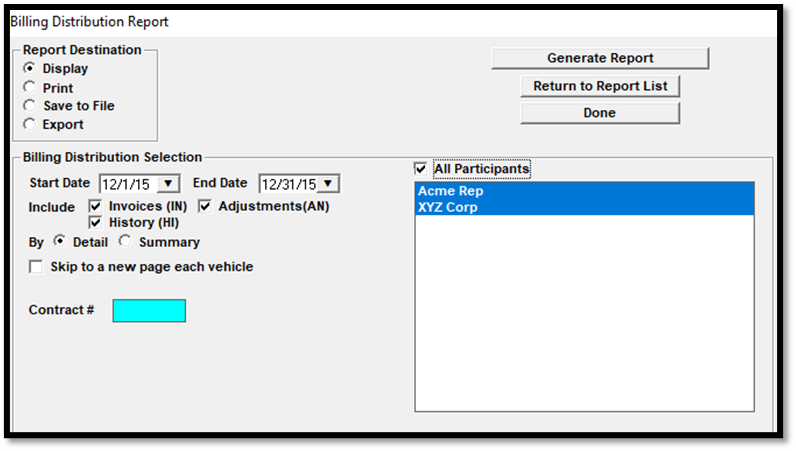 Billing Distribution Report
Report Destination
Display
Print
Save to File
Export
Generate Report
Return to Report List
Done
Billing Distribution Selection
Start Date 12/1/15 End Date 12/31/15
Include Invoices (IN) Adjustments(AN)
History (HI)
By Detail Summary
Skip to a new page each vehicle
Contract #
All Participants
Acme Rep
XYZ Corp